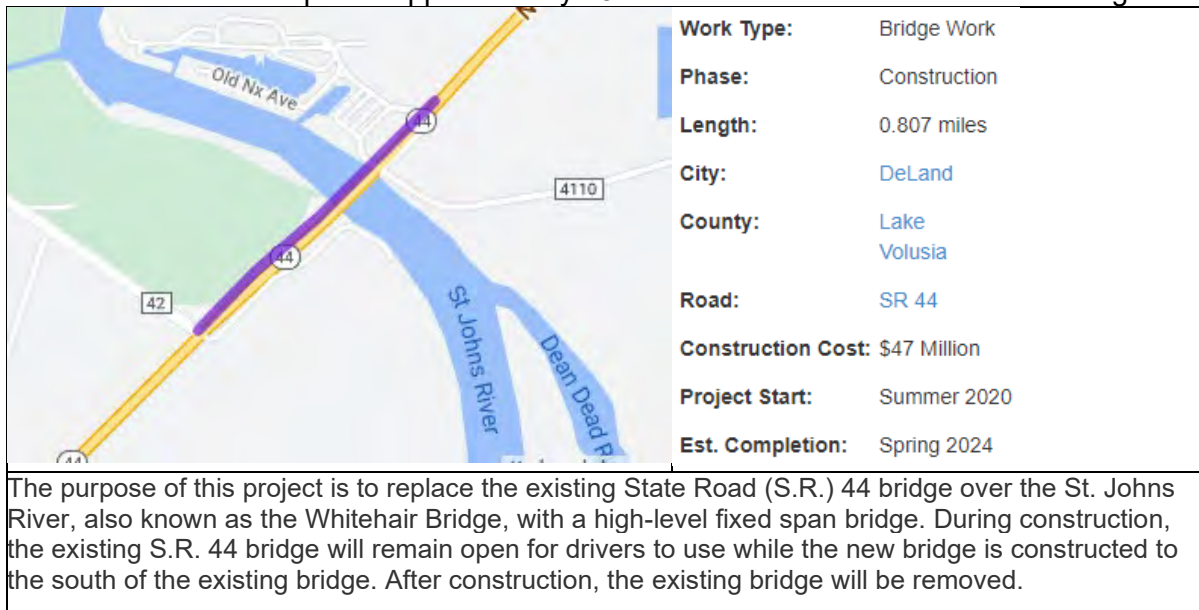 Old Nx Ave
44
4110
44
42
St Johns River
Dean Dead R
44
Work Type: Bridge Work
Phase: Construction
Length: 0.807 miles
City: DeLand
County: Lake
Volusia
Road: SR 44
Construction Cost: $47 Million
Project Start: Summer 2020
Est. Completion: Spring 2024
The purpose of this project is to replace the existing State Road (S.R.) 44 bridge over the St. Johns
River, also known as the Whitehair Bridge, with a high-level fixed span bridge. During construction,
the existing S.R. 44 bridge will remain open for drivers to use while the new bridge is constructed to
the south of the existing bridge. After construction, the existing bridge will be removed.